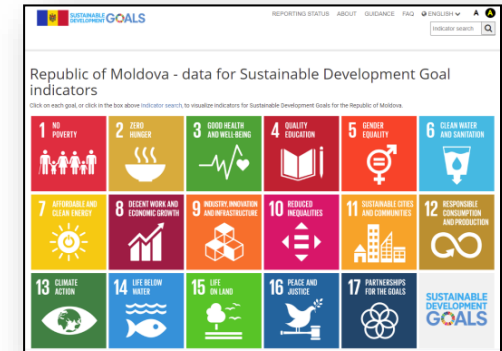 SUSTAINABLE
DEVELOPMENT GOALS
REPORTING STATUS ABOUT GUIDANCE FAQ ENGLISH A A
Indicator search
Republic of Moldova - data for Sustainable Development Goal
indicators
Click on each goal, or click in the box above Indicator search, to visualize indicators for Sustainable Development Goals for the Republic of Moldova.
1 NO
POVERTY
2 ZERO
HUNGER
3 GOOD HEALTH
AND WELL-BEING
4 QUALITY
EDUCATION
5 GENDER
EQUALITY
6 CLEAN WATER
AND SANITATION
7 AFFORDABLE AND
CLEAN ENERGY
8 DECENT WORK AND
ECONOMIC GROWTH
9 INDUSTRY, INNOVATION
AND INFRASTRUCTURE
10 REDUCED
INEQUALITIES
11 SUSTAINABLE CITIES
AND COMMUNITIES
12 RESPONSIBLE
CONSUMPTION
AND PRODUCTION
13 CLIMATE
ACTION
14 LIFE BELOW
WATER
15 LIFE
ON LAND
16 PEACE AND
JUSTICE
17 PARTNERSHIPS
FOR THE GOALS
SUSTAINABLE
DEVELOPMENT
GOALS